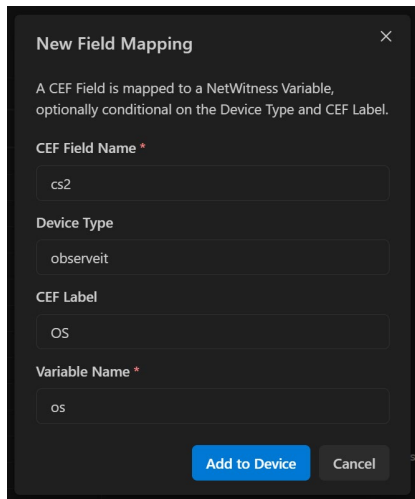 New Field Mapping
A CEF Field is mapped to a NetWitness Variable,
optionally conditional on the Device Type and CEF Label.
CEF Field Name *
cs2
Device Type
observeit
CEF Label
OS
Variable Name *
os
Add to Device Cancel